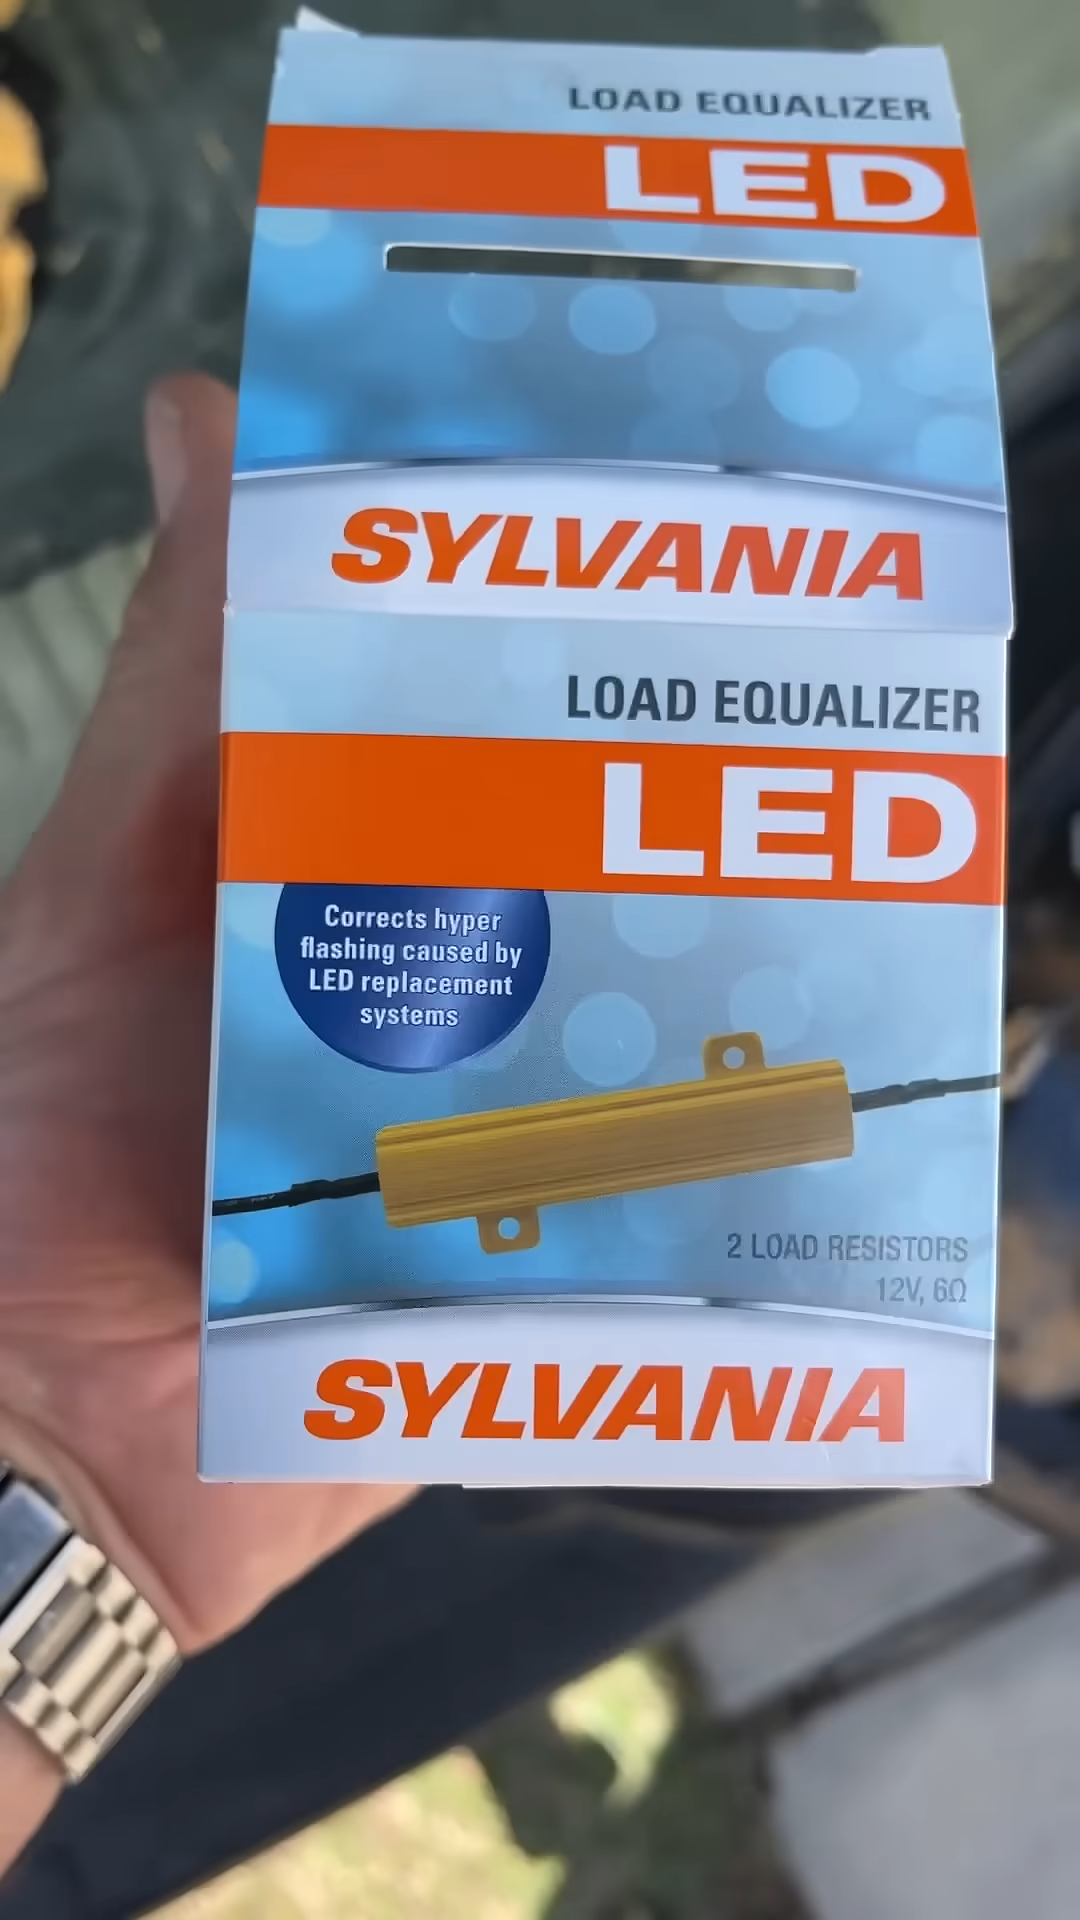 LOAD EQUALIZER
LED
SYLVANIA
LOAD EQUALIZER
LED
Corrects hyper
flashing caused by
LED replacement
systems
2 LOAD RESISTORS
12V, 6Ω
SYLVANIA